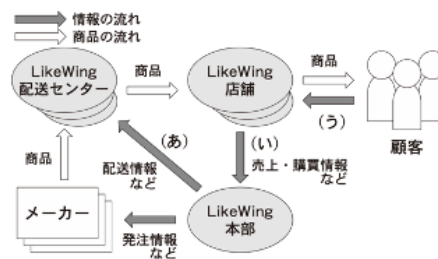 情報の流れ
商品の流れ
LikeWing
配送センター
商品
LikeWing
店舗
商品
(う)
顧客
(あ)
(い)
商品
配送情報
など
売上・購買情報
など
メーカー
発注情報
など
LikeWing
本部